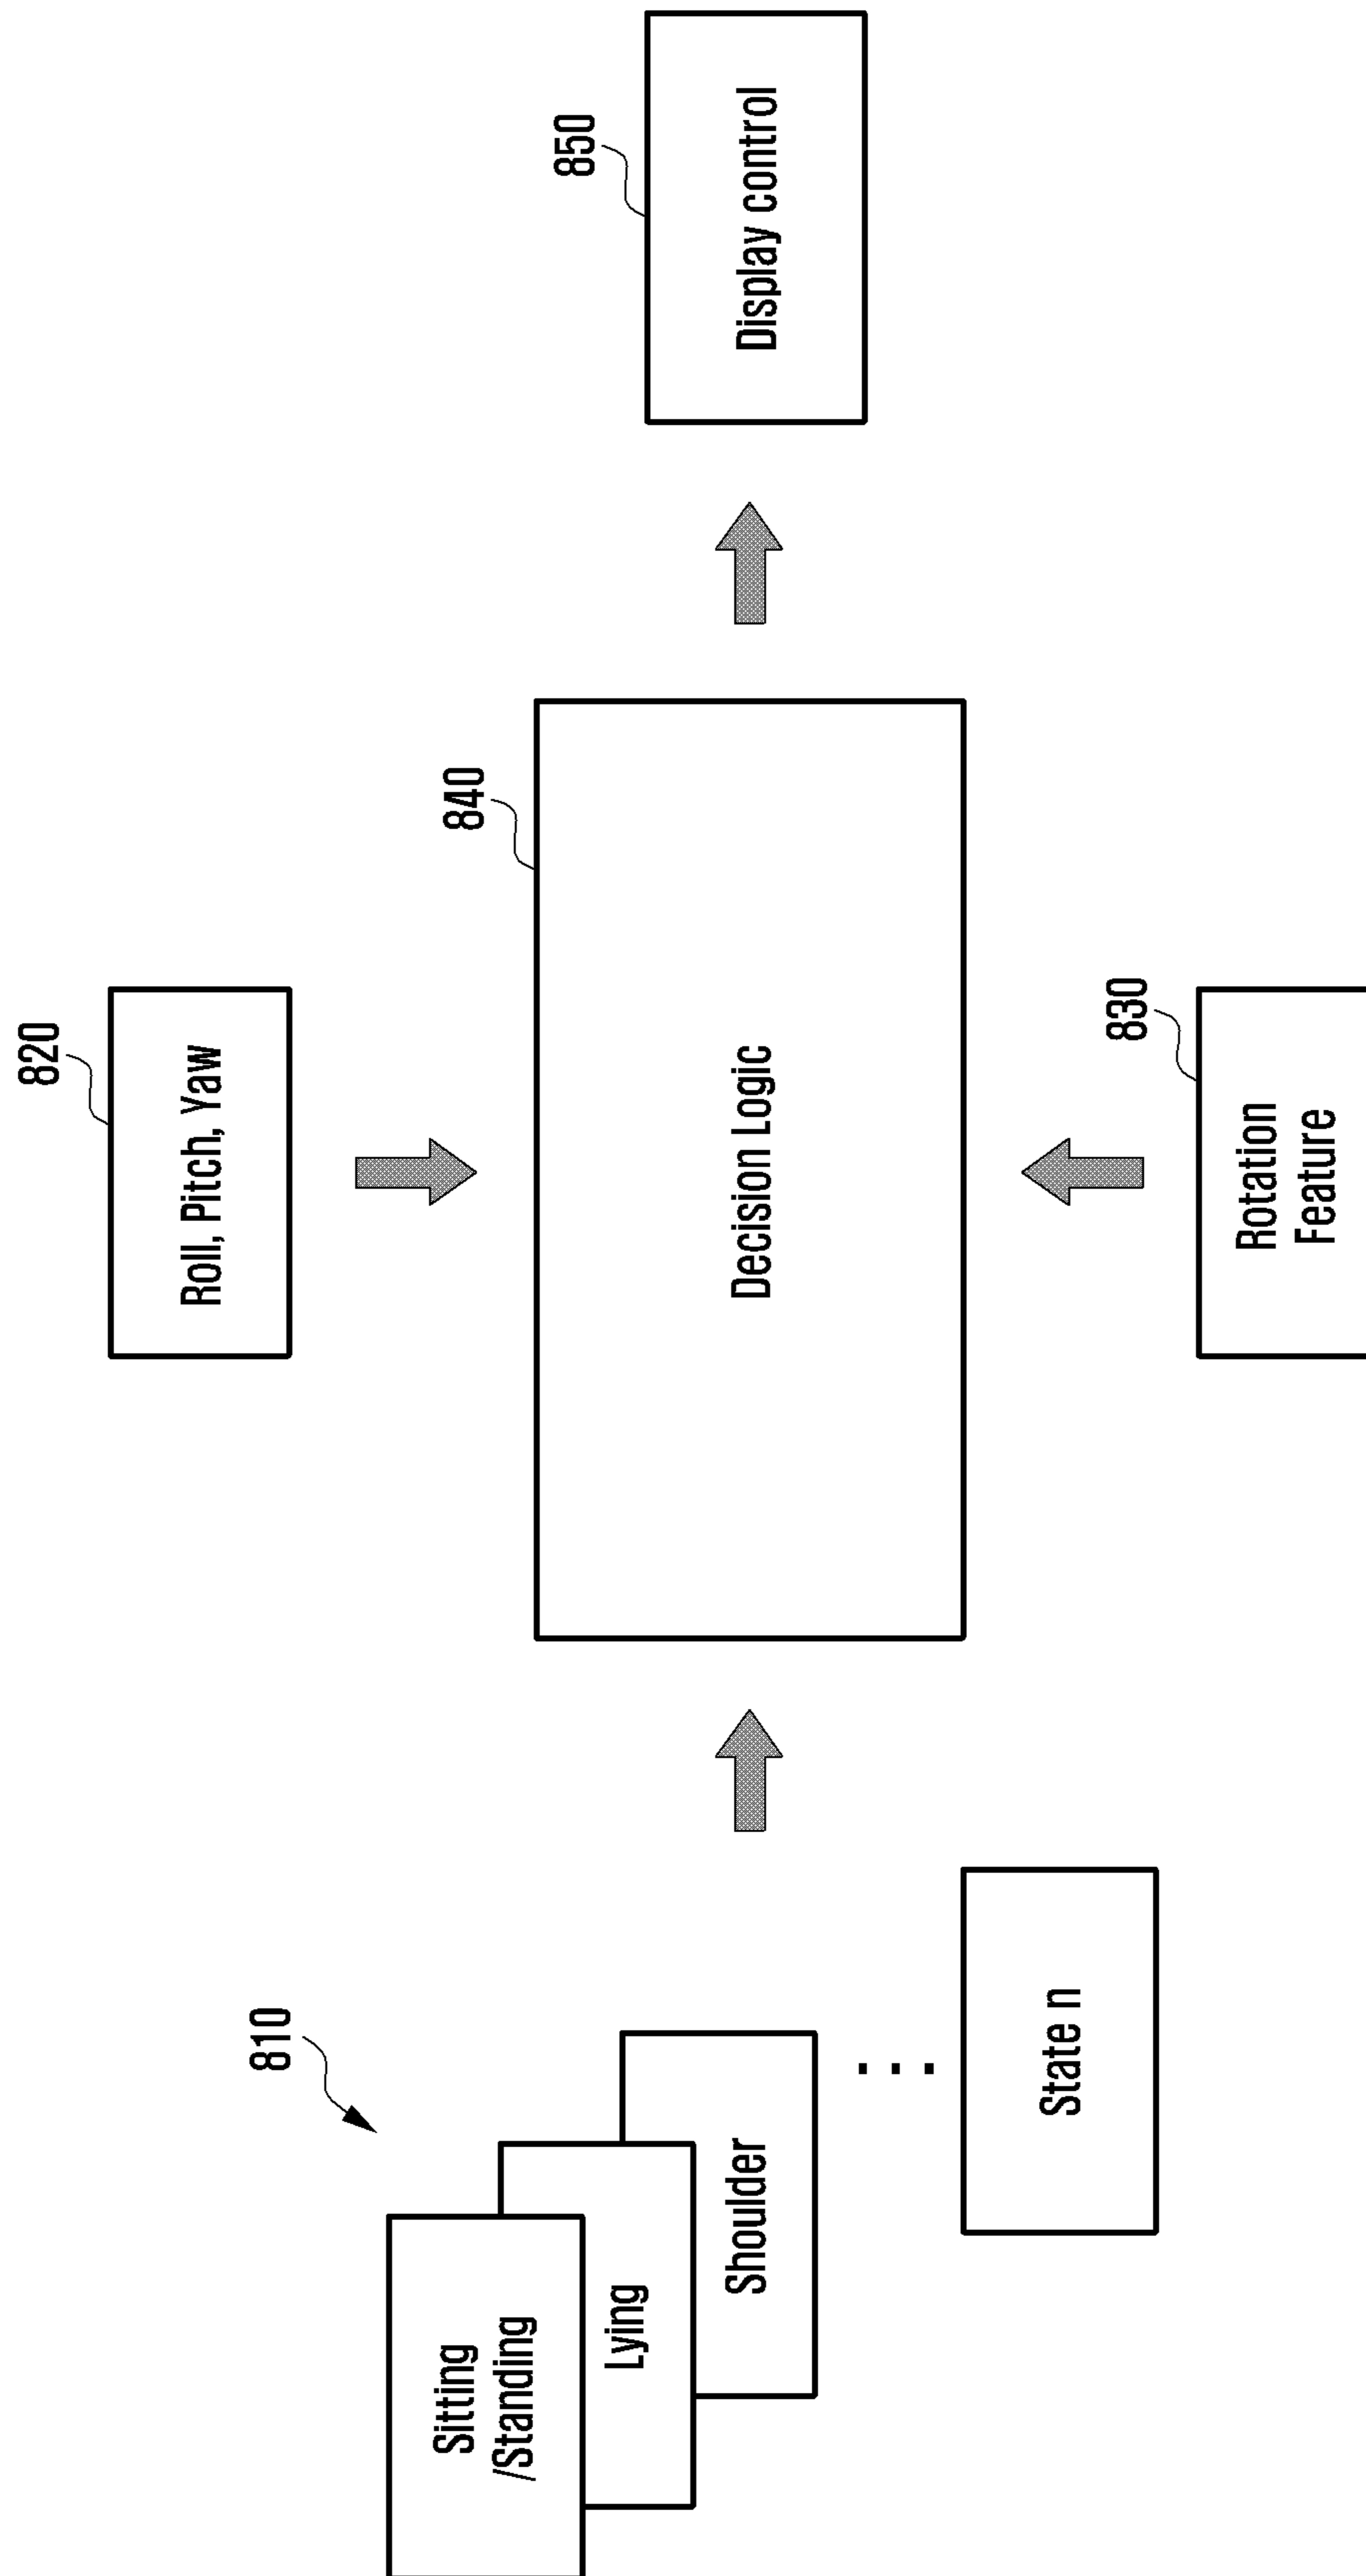 810
Sitting
/Standing
Lying
Shoulder
...
State n
820
Roll, Pitch, Yaw
840
Decision Logic
830
Rotation
Feature
850
Display control